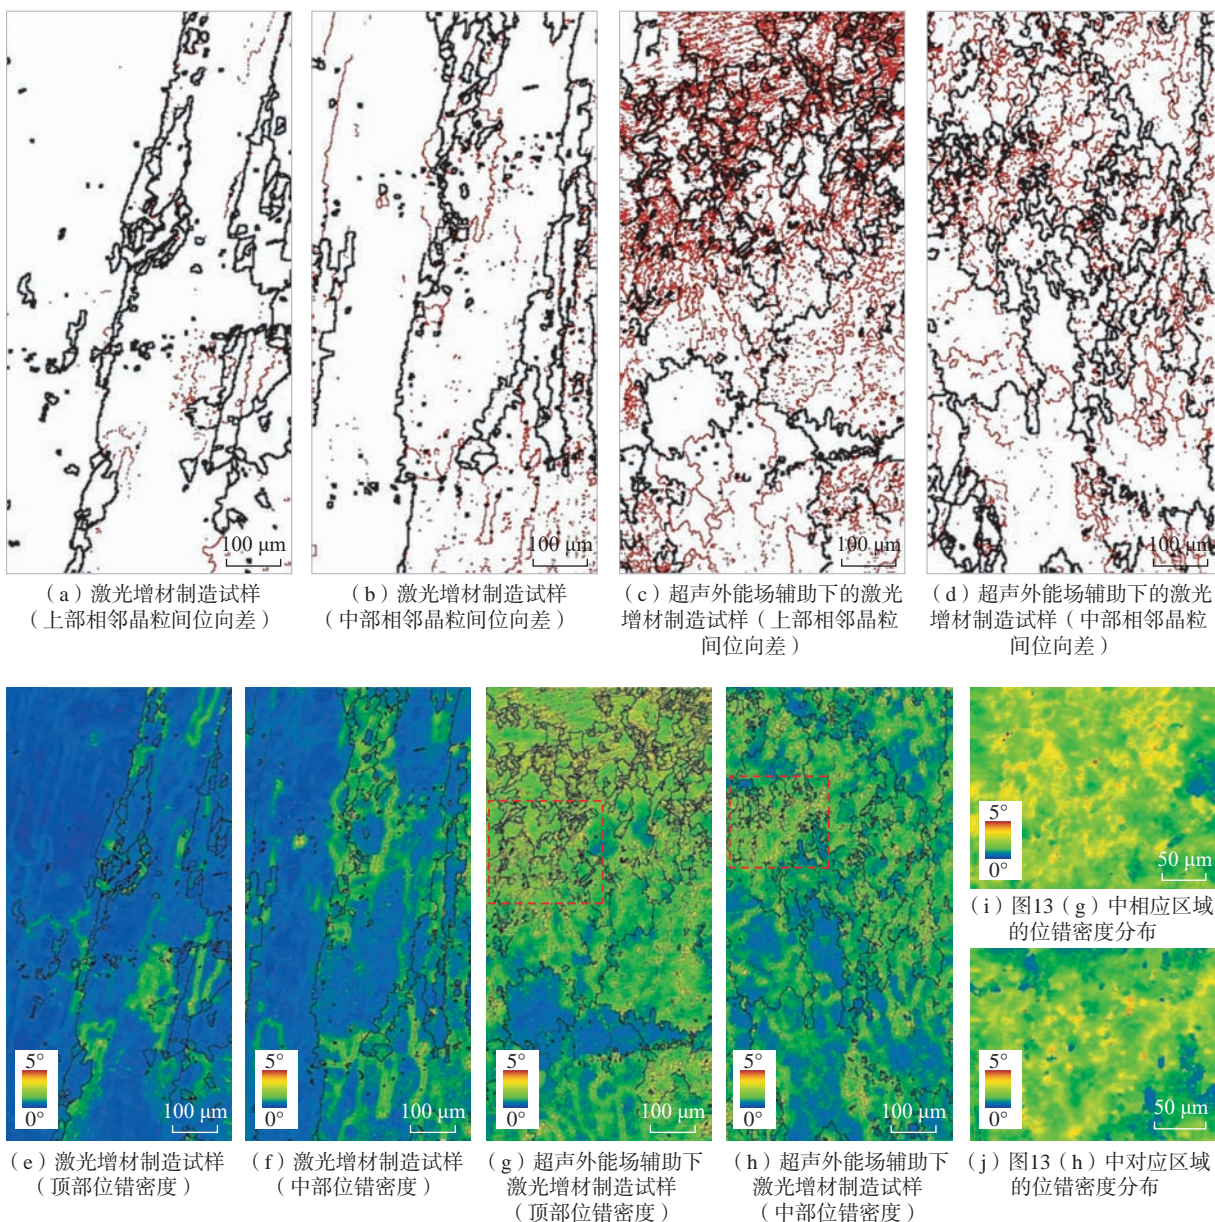 100 μm
100 μm
100 μm
100 μm
（a）激光增材制造试样
（上部相邻晶粒间位向差）
（b）激光增材制造试样
（中部相邻晶粒间位向差）
（c）超声外能场辅助下的激光
增材制造试样（上部相邻晶粒
间位向差）
（d）超声外能场辅助下的激光
增材制造试样（中部相邻晶粒
间位向差）
5°
0°
100 μm
5°
0°
100 μm
5°
0°
100 μm
5°
0°
100 μm
5°
0°
50 μm
（i）图13（g）中相应区域
的位错密度分布
5°
0°
50 μm
（e）激光增材制造试样
（顶部位错密度）
（f）激光增材制造试样
（中部位错密度）
（g）超声外能场辅助下
激光增材制造试样
（顶部位错密度）
（h）超声外能场辅助下
激光增材制造试样
（中部位错密度）
（j）图13（h）中对应区域
的位错密度分布